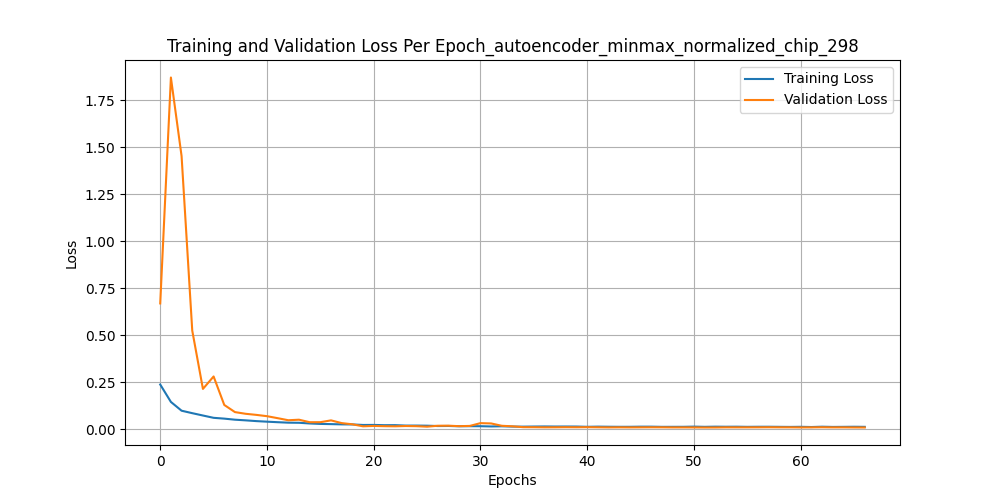 Training and Validation Loss Per Epoch_autoencoder_minmax_normalized_chip_298
Training Loss
Validation Loss
1.75
1.50
1.25
1.00
0.75
0.50
0.25
0.00
Loss
0 10 20 30 40 50 60
Epochs